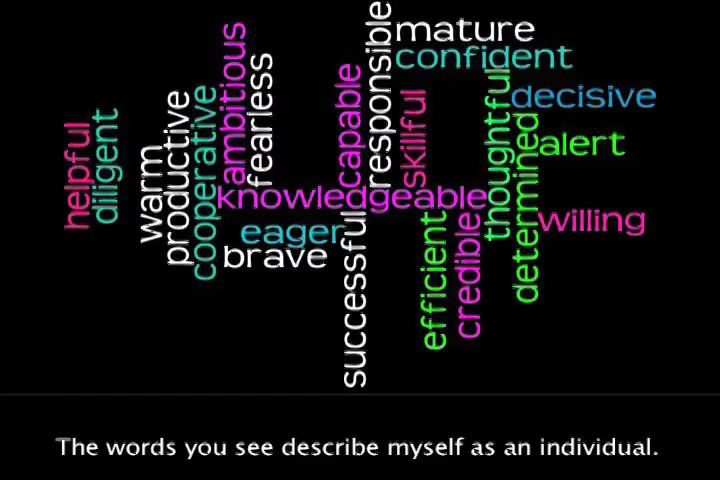 helpful
diligent
warm
productive
cooperative
ambitious
fearless
knowledgeable
eager
brave
capable
successful
responsible
mature
confident
skillful
efficient
credible
thoughtful
decisive
determined
alert
willing
The words you see describe myself as an individual.